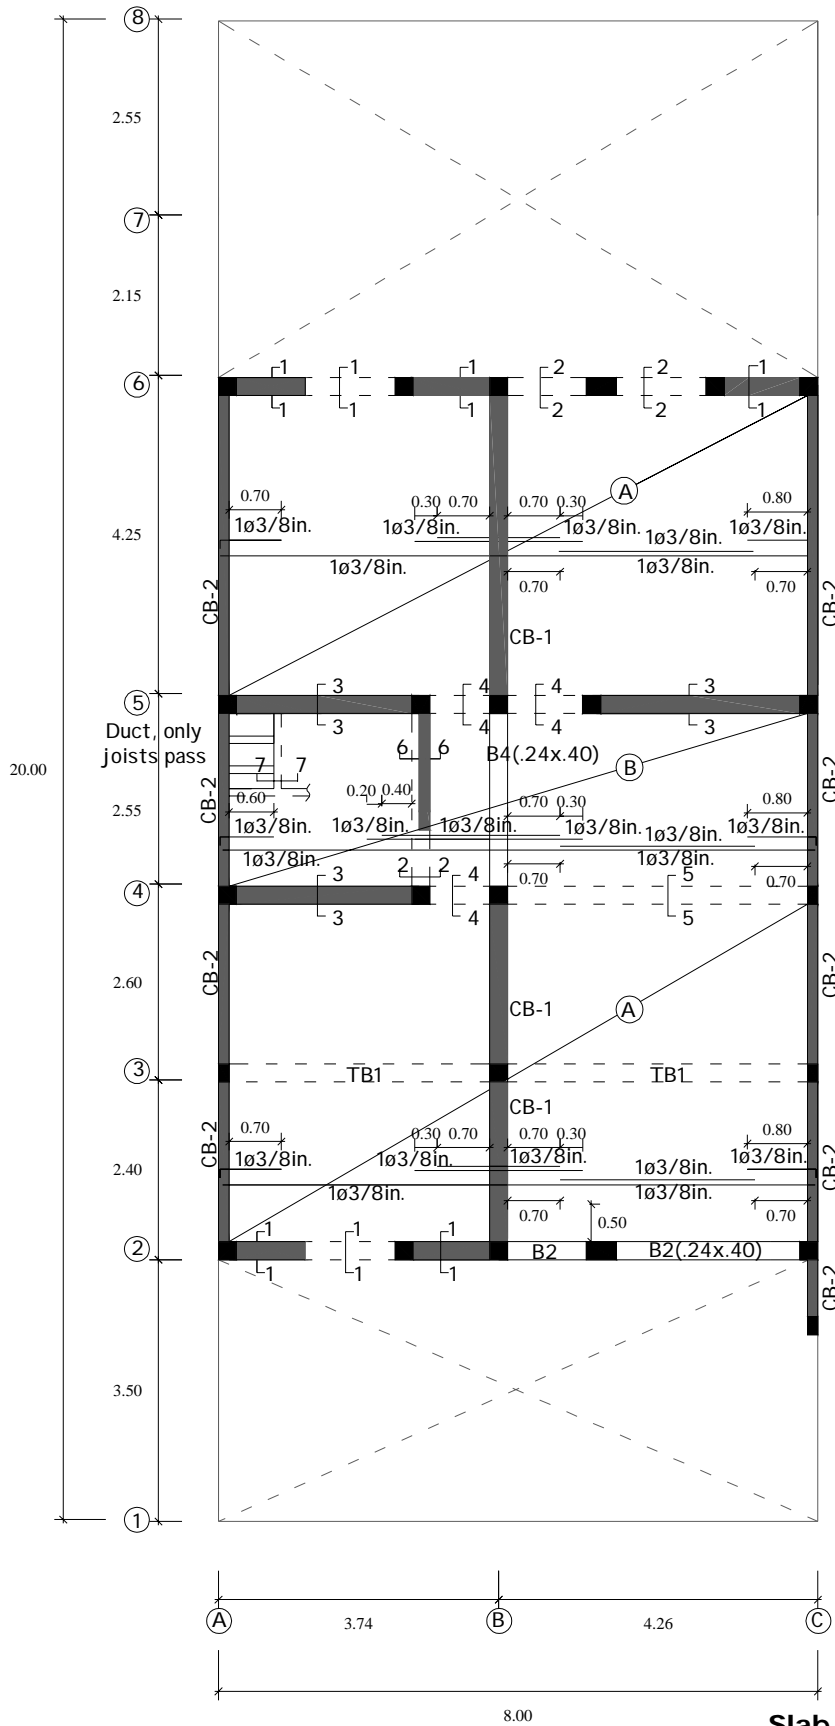 8
2.55
7
2.15
6
1 1 1 2 2 1
1 1 1 2 2 1
A
0.70 0.30 0.70 0.70 0.30 0.80
1ø3/8in. 1ø3/8in. 1ø3/8in. 1ø3/8in.
1ø3/8in.
4.25
1ø3/8in. 1ø3/8in.
0.70 0.70
CB-2 CB-2
CB-1
5
3 4 4 3
3 4 4 3
Duct, only
joists pass
6 6
B4(.24x.40)
B
20.00
7 7
CB-2 CB-2
0.60 0.20 0.40 0.70 0.30 0.80
2.55
1ø3/8in. 1ø3/8in. 1ø3/8in. 1ø3/8in. 1ø3/8in.
1ø3/8in.
1ø3/8in. 1ø3/8in.
2 2
0.70 0.70
4
3 4 5
3 4 5
CB-2 CB-2
2.60
CB-1
A
3
TB1 TB1
CB-1
0.70 0.30 0.70 0.70 0.30 0.80
CB-2 CB-2
2.40
1ø3/8in. 1ø3/8in. 1ø3/8in. 1ø3/8in.
1ø3/8in.
1ø3/8in. 1ø3/8in.
0.70 0.50 0.70
2
1 1 1
1 1 1
B2 B2(.24x.40)
CB-2
3.50
1
A B C
3.74 4.26
8.00
Slab